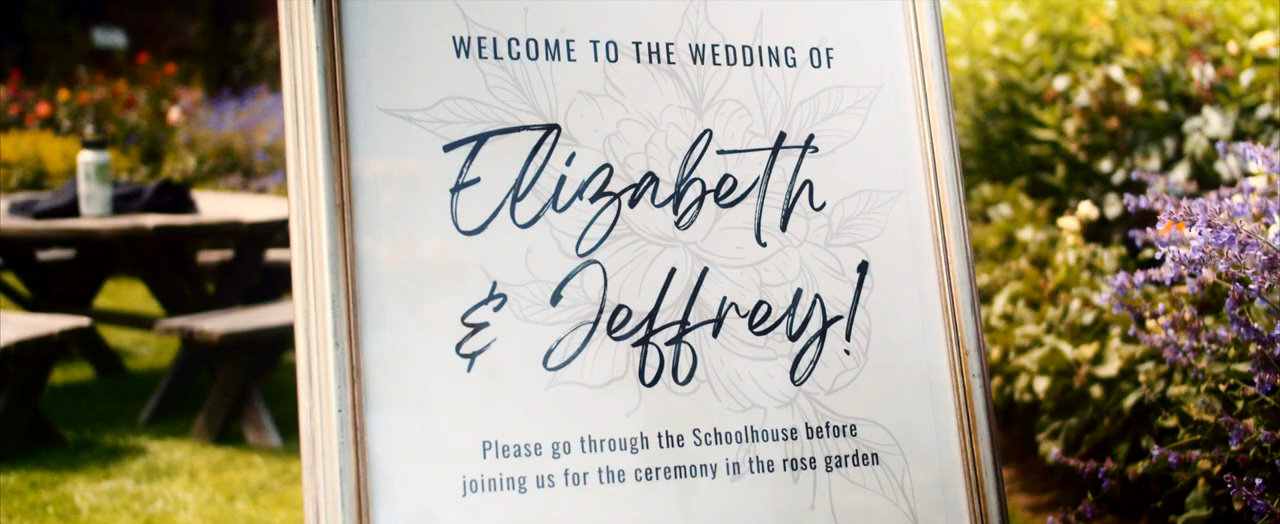 WELCOME TO THE WEDDING OF
Elizabeth
& Jeffrey!
Please go through the Schoolhouse before
joining us for the ceremony in the rose garden